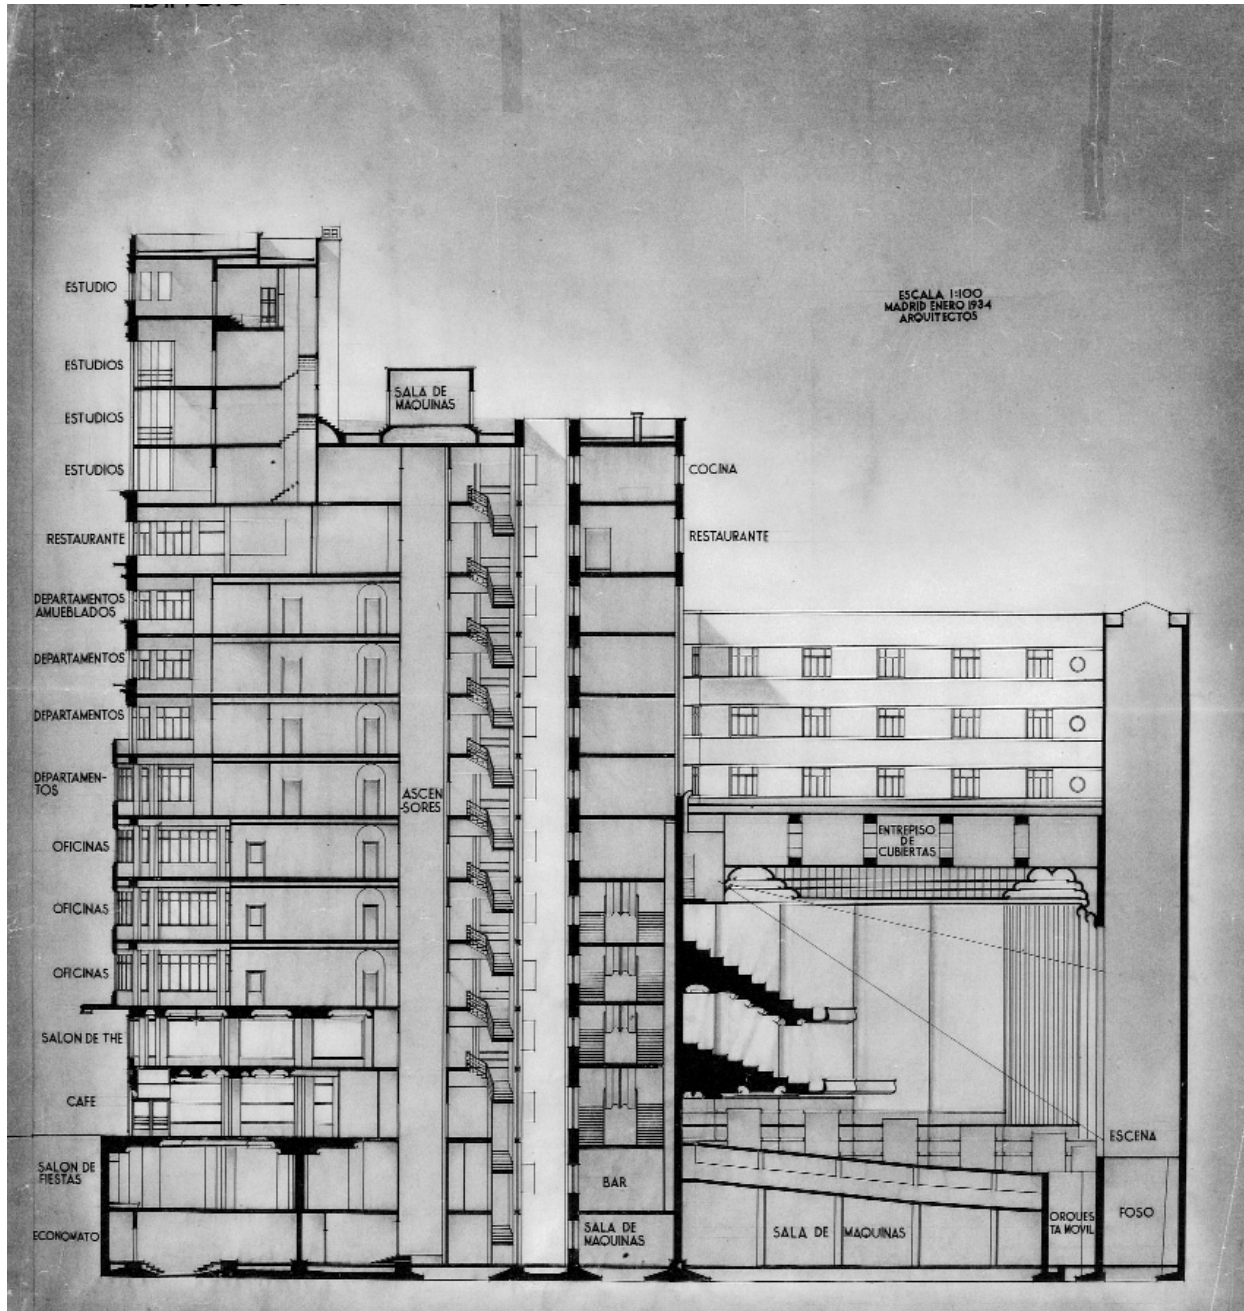 EDIFICIO
ESCALA 1:100
MADRID ENERO 1934
ARQUITECTOS
ESTUDIO
ESTUDIOS
SALA DE
MAQUINAS
ESTUDIOS
ESTUDIOS
COCINA
RESTAURANTE
RESTAURANTE
DEPARTAMENTOS
AMUEBLADOS
DEPARTAMENTOS
DEPARTAMENTOS
DEPARTAMEN-
TOS
ASCEN
-SORES
ENTREPISO
DE
CUBIERTAS
OFICINAS
OFICINAS
OFICINAS
SALON DE THE
CAFE
ESCENA
SALON DE
FIESTAS
BAR
ORQUES
TA MOVIL
FOSO
ECONOMATO
SALA DE
MAQUINAS
SALA DE MAQUINAS